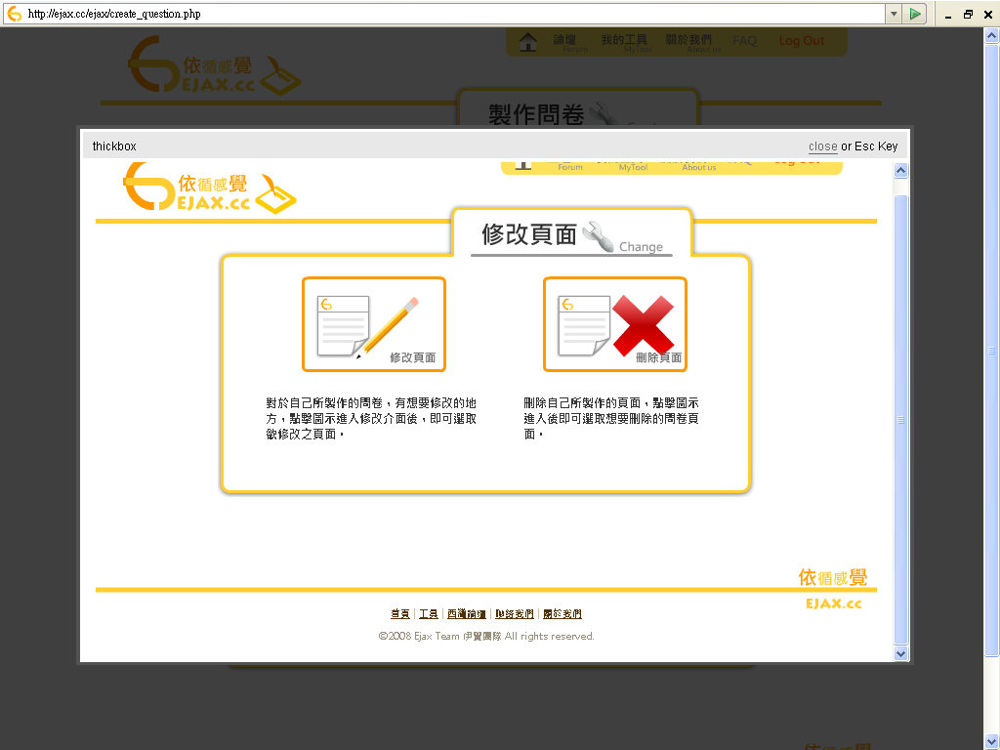 http://ejax.cc/ejax/create_question.php
論壇 Forum 我的工具 MyTool 關於我們 About us FAQ Log Out
依循感覺
EJAX.cc
製作問卷
thickbox
close or Esc Key
Forum MyTool About us
依循感覺
EJAX.cc
修改頁面
Change
修改頁面
刪除頁面
對於自己所製作的問卷，有想要修改的地
方，點擊圖示進入修改介面後，即可選取
欲修改之頁面。
刪除自己所製作的頁面，點擊圖示
進入後即可選取想要刪除的問卷頁
面。
依循感覺
EJAX.cc
首頁 | 工具 | 西灣論壇 | 聯絡我們 | 關於我們
©2008 Ejax Team 伊賀團隊 All rights reserved.